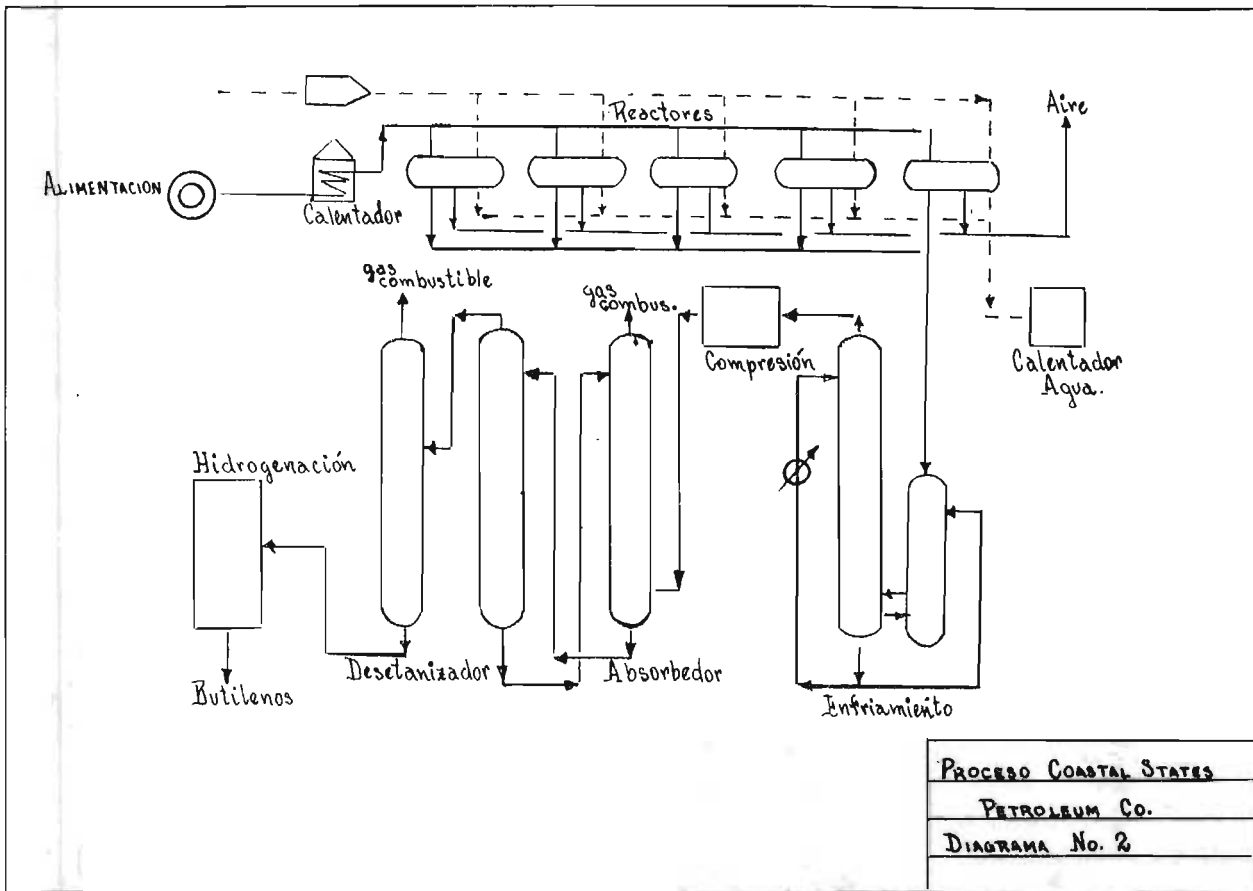 Aire
Reactores
ALIMENTACION
Calentador
gas
combustible
gas
combus.
Compresión
Calentador
Agua.
Hidrogenación
Desetanizador
Absorbedor
Butilenos
Enfriamiento
PROCESO COASTAL STATES
PETROLEUM CO.
DIAGRAMA No. 2